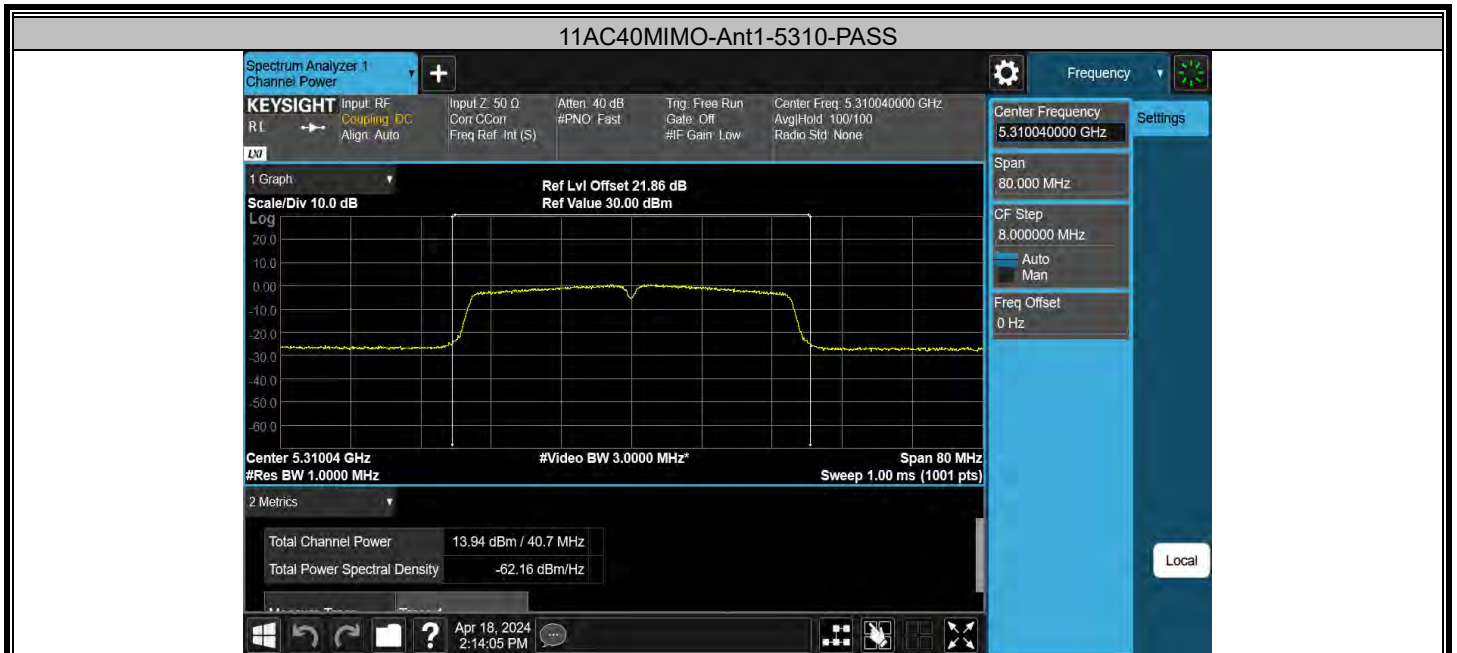 11AC40MIMO-Ant1-5310-PASS
Spectrum Analyzer 1
Channel Power
Frequency
KEYSIGHT
RL
LXI
Input: RF
Coupling: DC
Align: Auto
Input Z: 50 Ω
Corr CCorr
Freq Ref: Int (S)
Atten: 40 dB
#PNO: Fast
Trig: Free Run
Gate: Off
#IF Gain: Low
Center Freq: 5.310040000 GHz
Avg|Hold: 100/100
Radio Std: None
Center Frequency
5.310040000 GHz
Settings
Span
80.000 MHz
CF Step
8.000000 MHz
Auto
Man
Freq Offset
0 Hz
1 Graph
Scale/Div 10.0 dB
Ref Lvl Offset 21.86 dB
Ref Value 30.00 dBm
Log
20.0
10.0
0.00
-10.0
-20.0
-30.0
-40.0
-50.0
-60.0
Center 5.31004 GHz
#Video BW 3.0000 MHz*
Span 80 MHz
#Res BW 1.0000 MHz
Sweep 1.00 ms (1001 pts)
2 Metrics
Total Channel Power 13.94 dBm / 40.7 MHz
Total Power Spectral Density -62.16 dBm/Hz
Local
Apr 18, 2024
2:14:05 PM